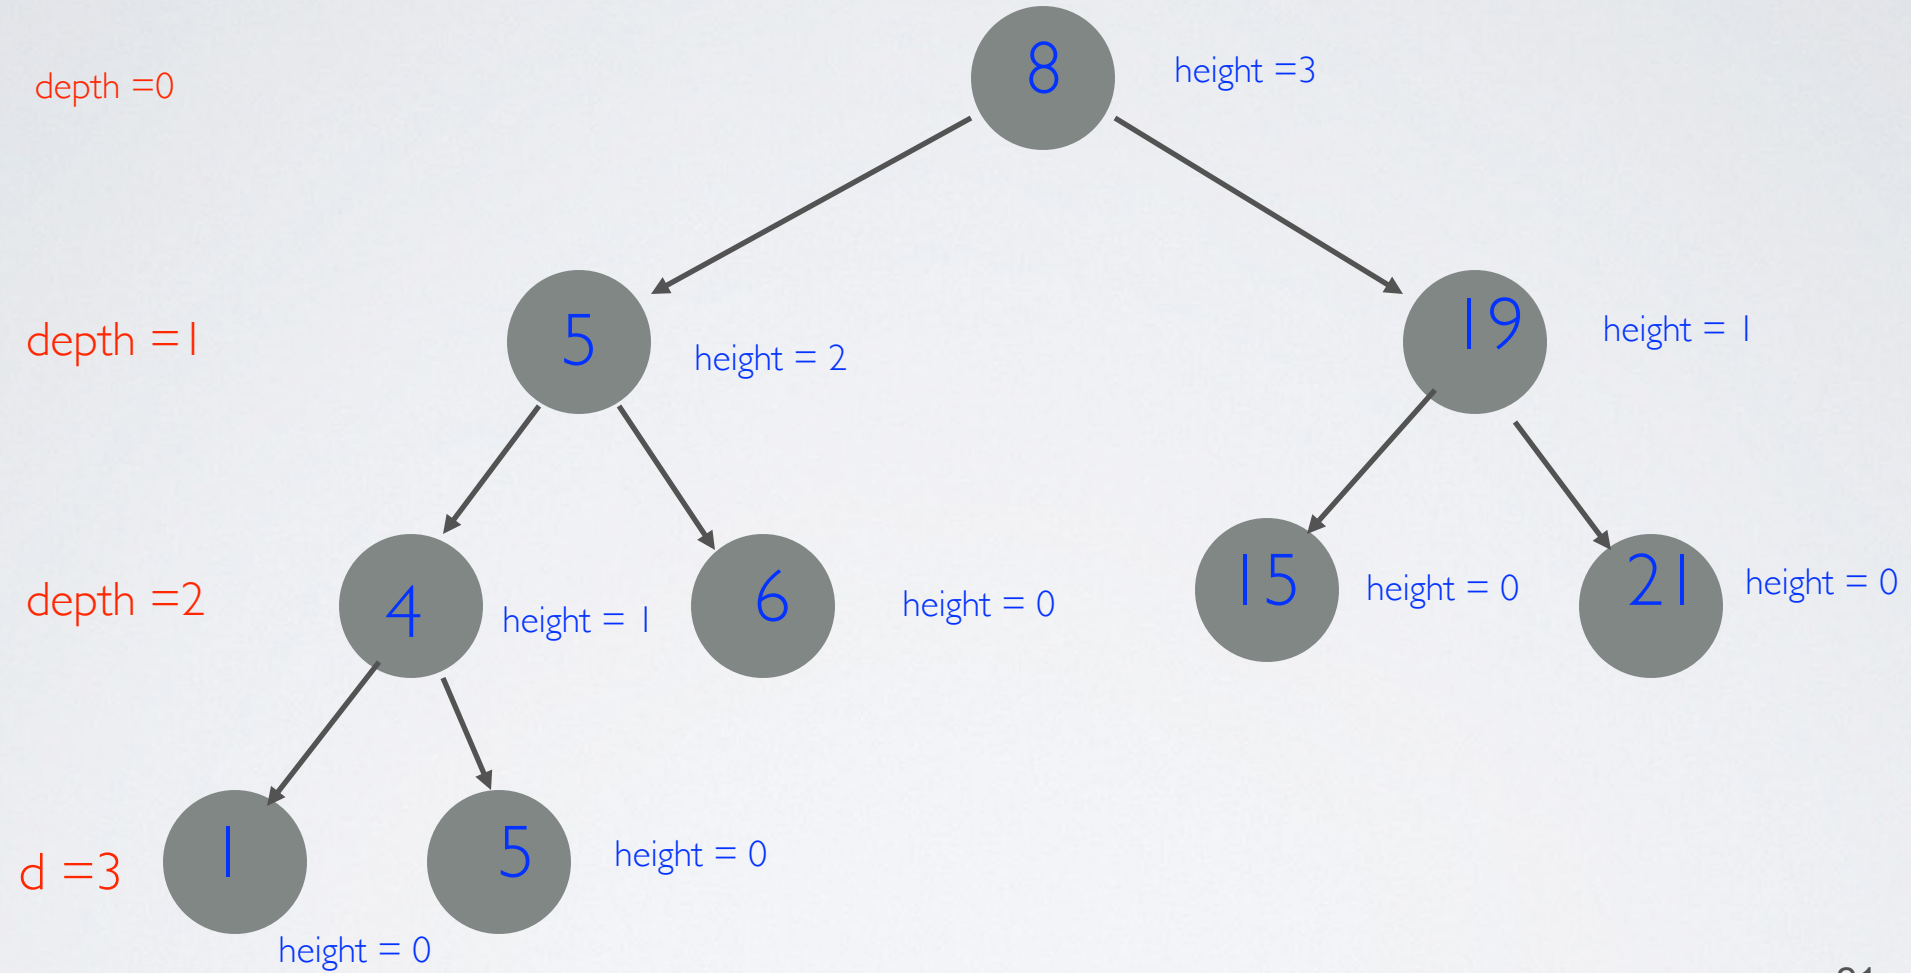 8
height =3
depth =0
depth =1
5
height = 2
19
height = 1
depth =2
4
height = 1
6
height = 0
15
height = 0
21
height = 0
d =3
1
5
height = 0
height = 0